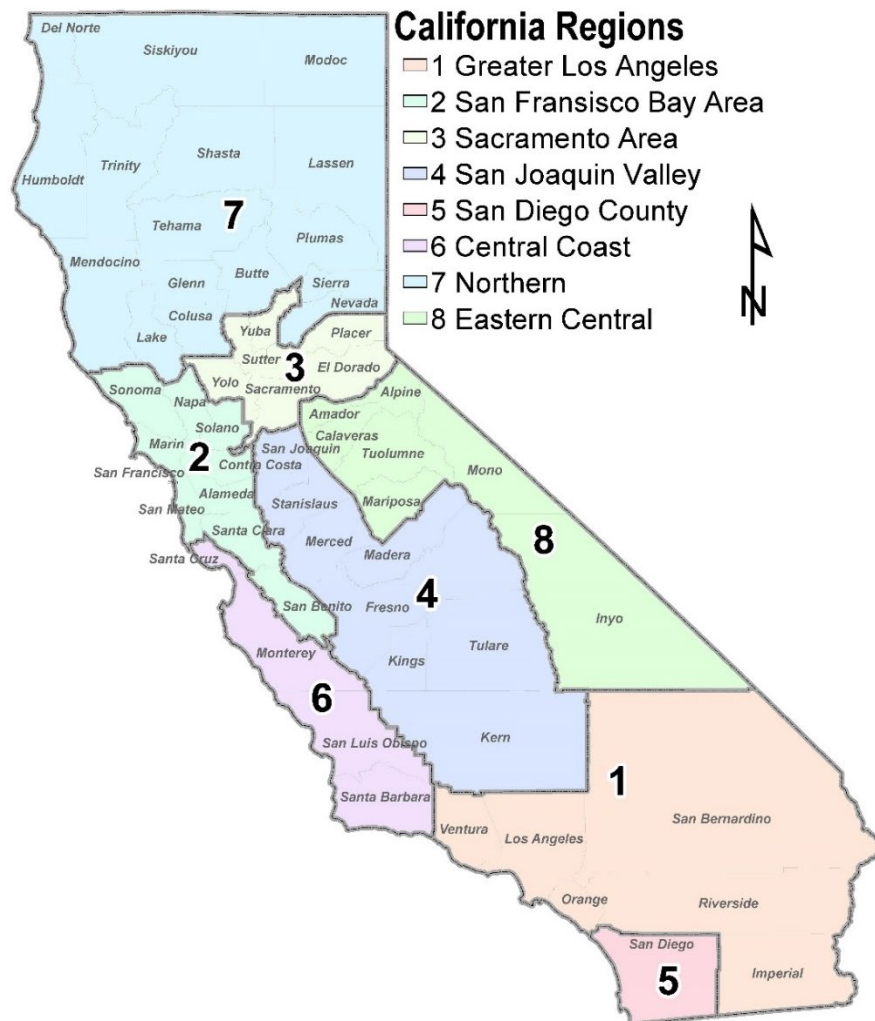 California Regions
1 Greater Los Angeles
2 San Fransisco Bay Area
3 Sacramento Area
4 San Joaquin Valley
5 San Diego County
6 Central Coast
7 Northern
8 Eastern Central
N
Del Norte
Siskiyou
Modoc
Humboldt
Trinity
Shasta
Lassen
7
Tehama
Plumas
Mendocino
Glenn
Butte
Sierra
Colusa
Nevada
Lake
Yuba
Placer
Sutter
3
El Dorado
Yolo
Sacramento
Sonoma
Napa
Solano
Marin
2
San Francisco
Contra Costa
Alameda
San Mateo
Santa Clara
San Benito
Alpine
Amador
Calaveras
Tuolumne
Mono
Mariposa
8
Inyo
San Joaquin
Stanislaus
Merced
Madera
4
Fresno
Tulare
Kings
Kern
Santa Cruz
Monterey
6
San Luis Obispo
Santa Barbara
1
Ventura
Los Angeles
San Bernardino
Orange
Riverside
San Diego
5
Imperial